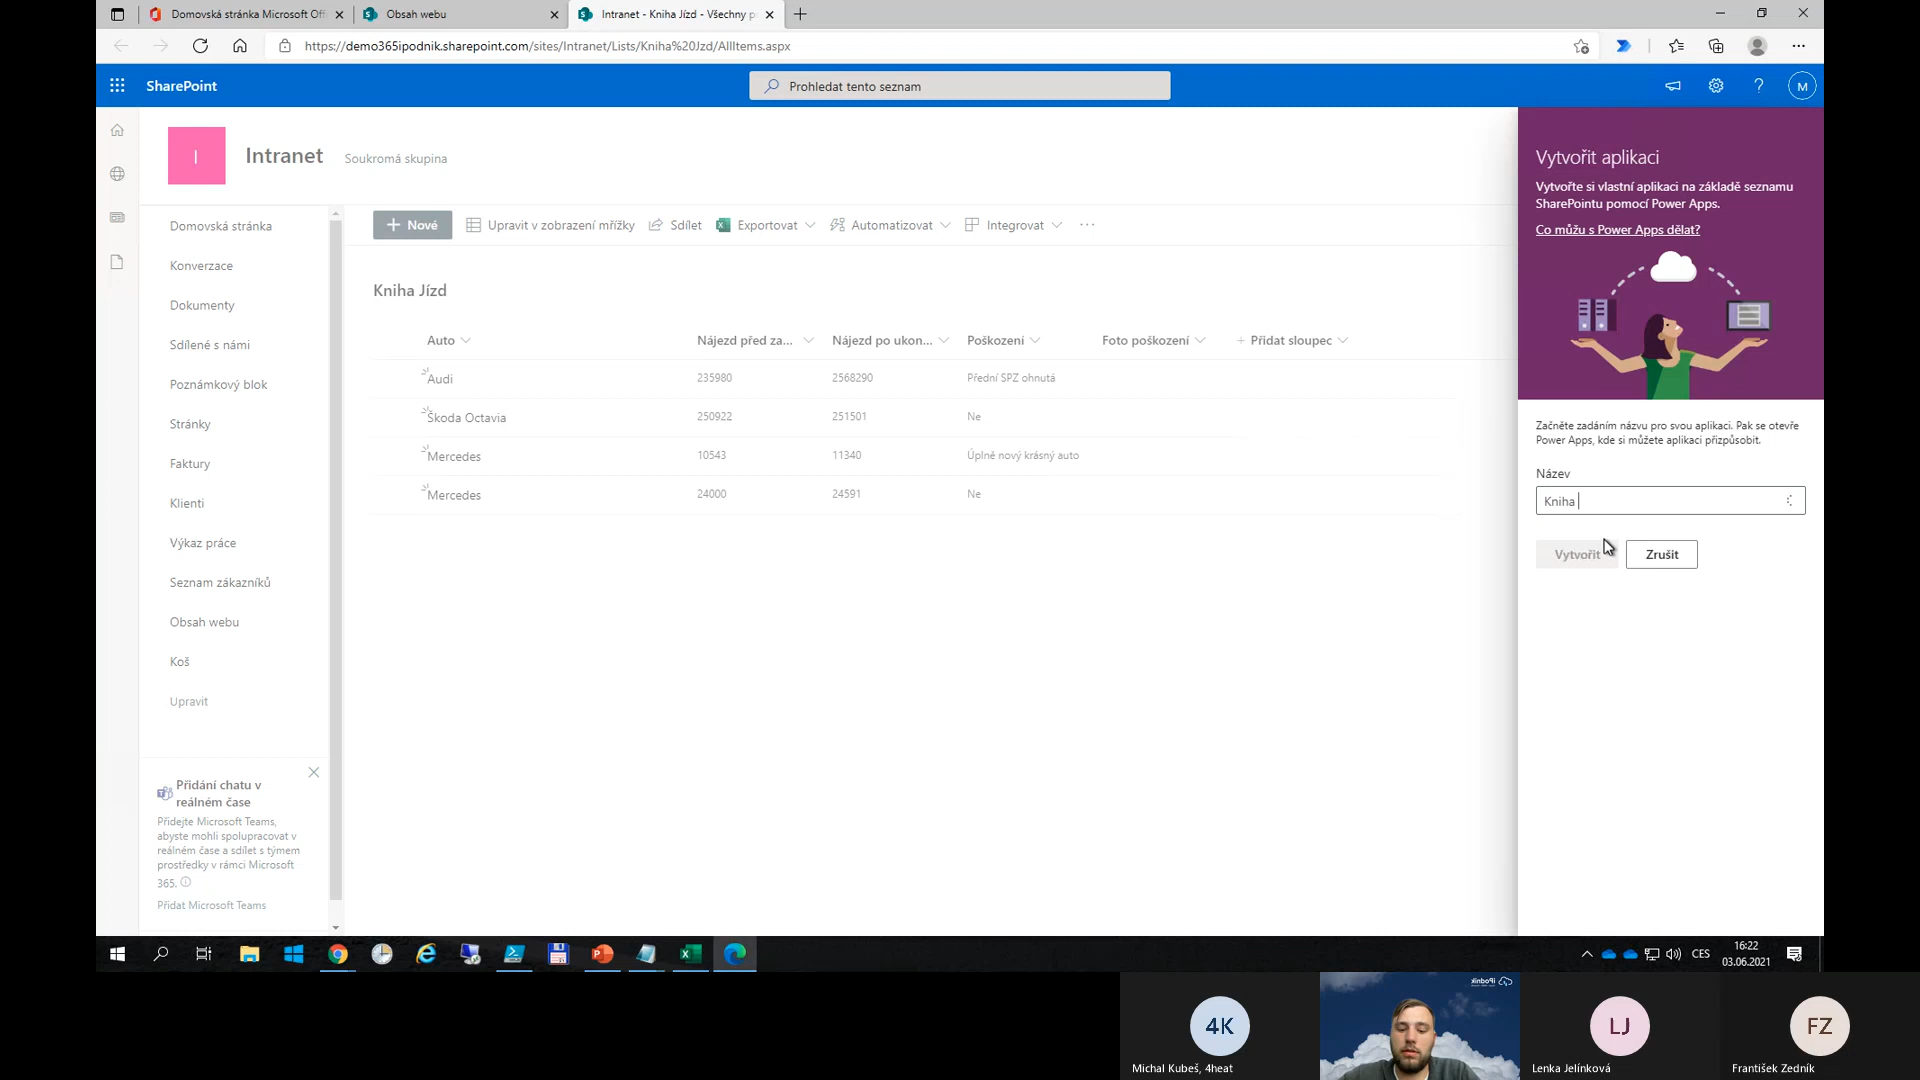 Domovská stránka Microsoft Offi
Obsah webu
Intranet - Kniha Jízd - Všechny p
https://demo365ipodnik.sharepoint.com/sites/Intranet/Lists/Kniha%20Jzd/AllItems.aspx
SharePoint
Prohledat tento seznam
M
I
Intranet
Soukromá skupina
Domovská stránka
Konverzace
Dokumenty
Sdílené s námi
Poznámkový blok
Stránky
Faktury
Klienti
Výkaz práce
Seznam zákazníků
Obsah webu
Koš
Upravit
Přidání chatu v
reálném čase
Přidejte Microsoft Teams,
abyste mohli spolupracovat v
reálném čase a sdílet s týmem
prostředky v rámci Microsoft
365.
Přidat Microsoft Teams
Nové
Upravit v zobrazení mřížky
Sdílet
Exportovat
Automatizovat
Integrovat
Kniha Jízd
Auto Nájezd před za... Nájezd po ukon... Poškození Foto poškození + Přidat sloupec
Audi 235980 2568290 Přední SPZ ohnutá
Škoda Octavia 250922 251501 Ne
Mercedes 10543 11340 Úplně nový krásný auto
Mercedes 24000 24591 Ne
Vytvořit aplikaci
Vytvořte si vlastní aplikaci na základě seznamu
SharePointu pomocí Power Apps.
Co můžu s Power Apps dělat?
Začněte zadáním názvu pro svou aplikaci. Pak se otevře
Power Apps, kde si můžete aplikaci přizpůsobit.
Název
Kniha
Vytvořit
Zrušit
CES
16:22
03.06.2021
4K
Michal Kubeš, 4heat
iPodnik
LJ
Lenka Jelínková
FZ
František Zedník